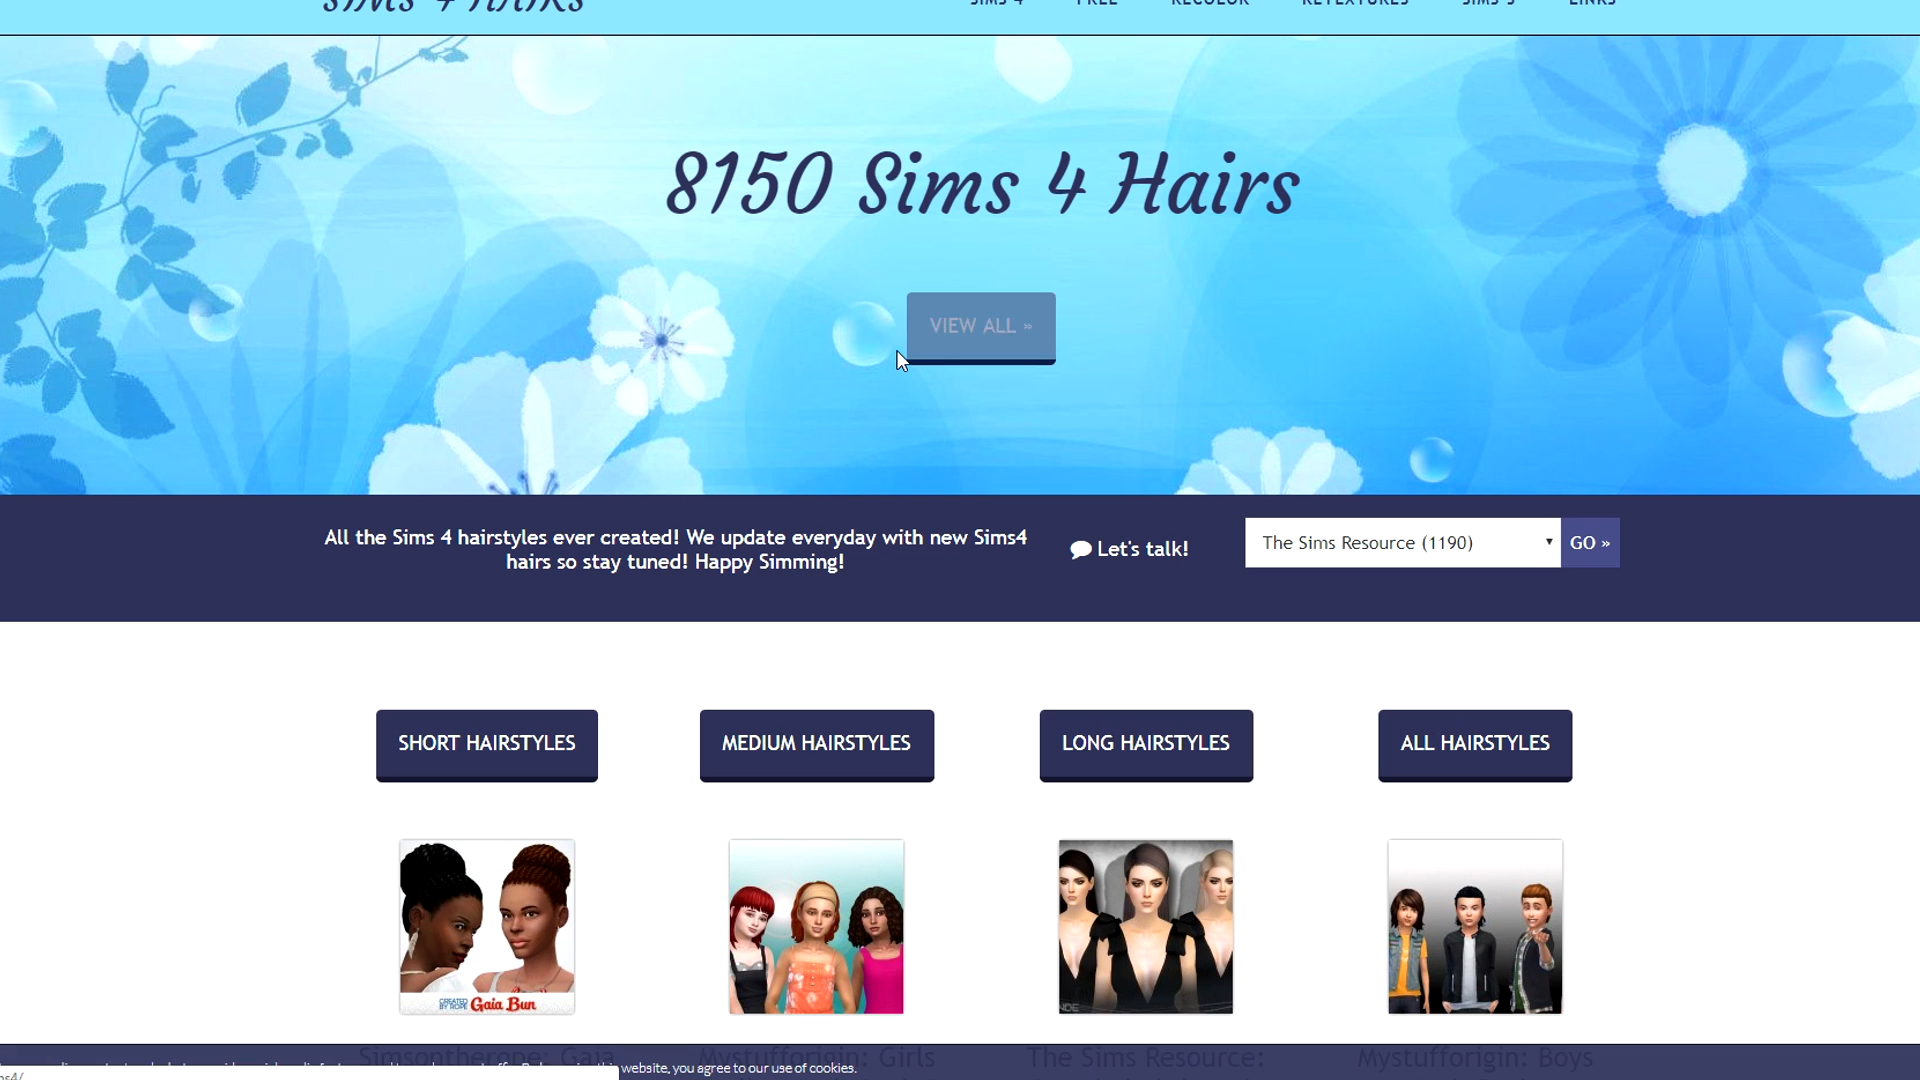 SIMS 4 HAIRS
SIMS 4 FREE RECOLOR RETEXTURES SIMS 3 LINKS
8150 Sims 4 Hairs
VIEW ALL »
All the Sims 4 hairstyles ever created! We update everyday with new Sims4
hairs so stay tuned! Happy Simming!
Let's talk!
The Sims Resource (1190)
GO »
SHORT HAIRSTYLES
MEDIUM HAIRSTYLES
LONG HAIRSTYLES
ALL HAIRSTYLES
CREATED
BY HOPE
Gaia Bun
Simsontherope: Gaia
Mystufforigin: Girls
The Sims Resource:
Mystufforigin: Boys
website, you agree to our use of cookies.